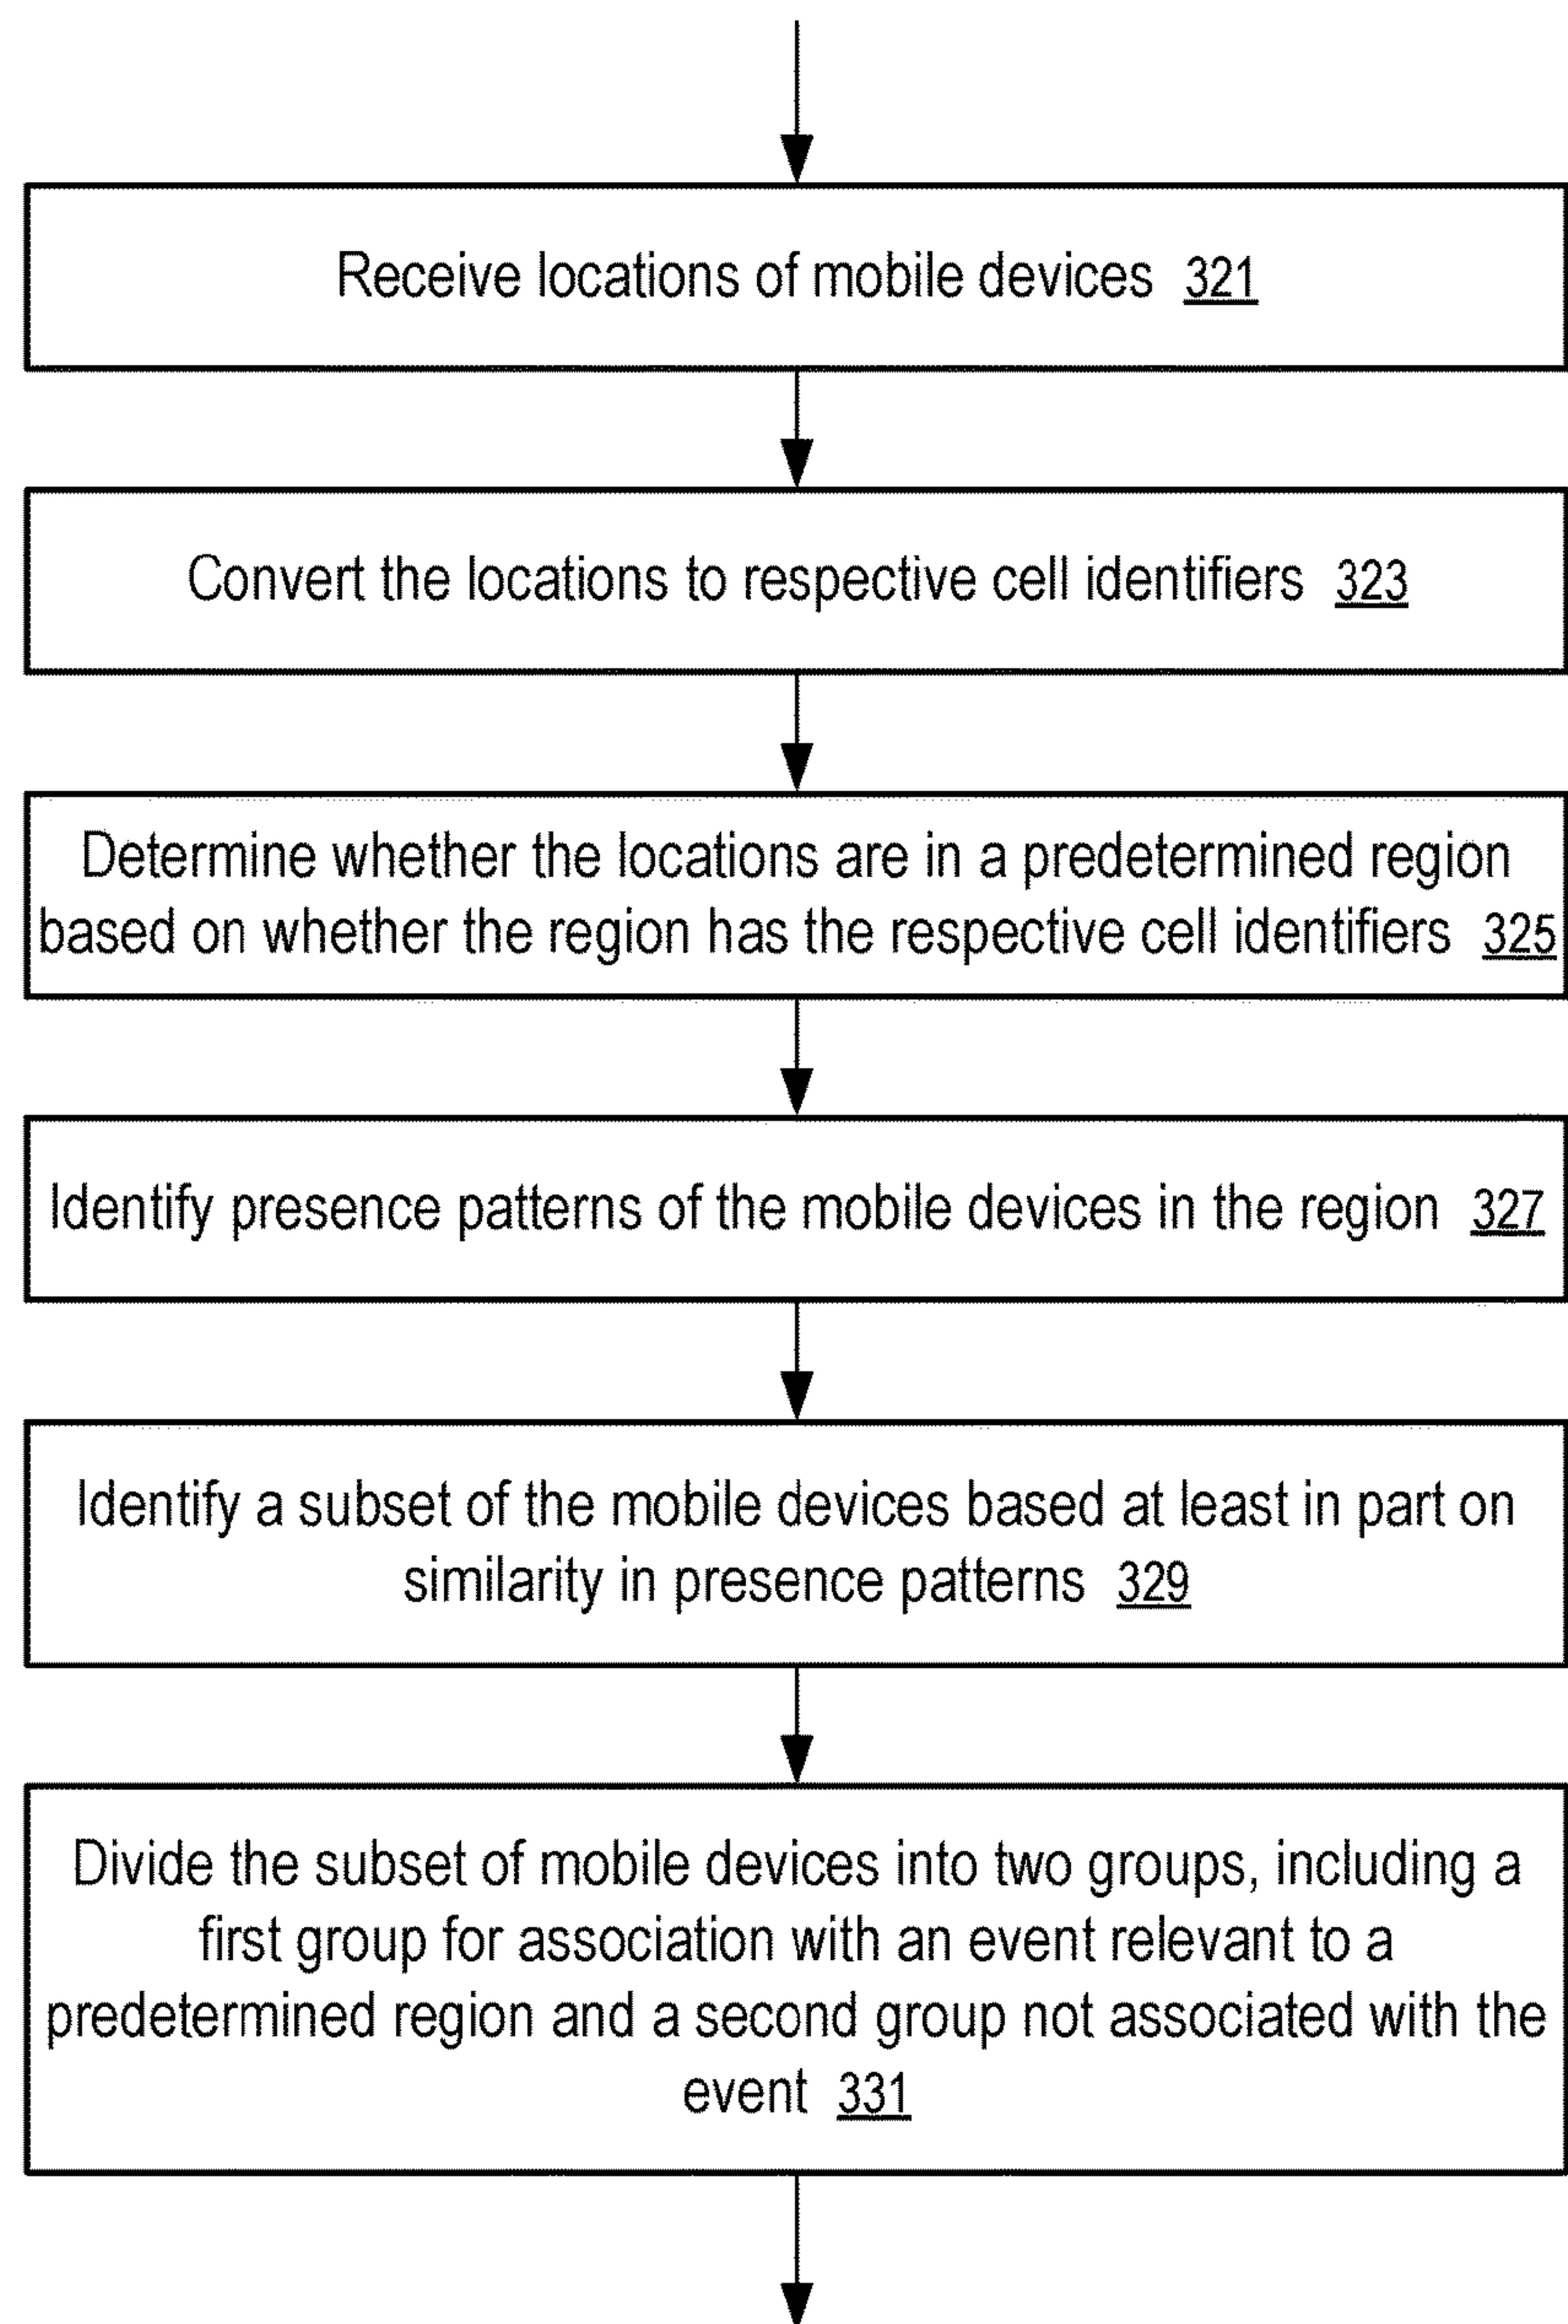 Receive locations of mobile devices 321
Convert the locations to respective cell identifiers 323
Determine whether the locations are in a predetermined region
based on whether the region has the respective cell identifiers 325
Identify presence patterns of the mobile devices in the region 327
Identify a subset of the mobile devices based at least in part on
similarity in presence patterns 329
Divide the subset of mobile devices into two groups, including a
first group for association with an event relevant to a
predetermined region and a second group not associated with the
event 331